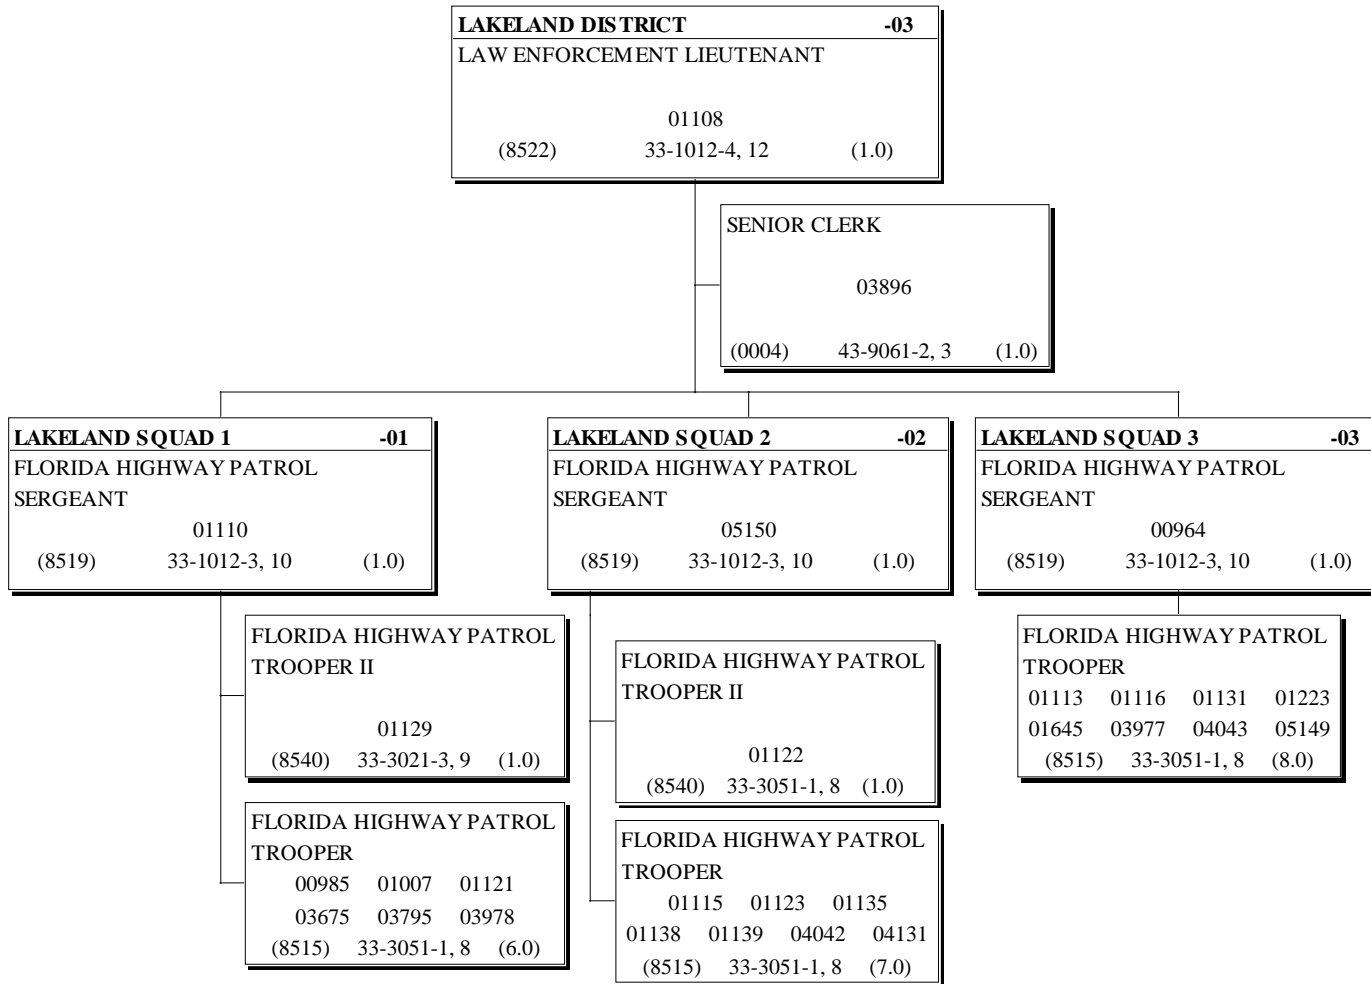 LAKELAND DISTRICT -03
LAW ENFORCEMENT LIEUTENANT
01108
(8522) 33-1012-4, 12 (1.0)
SENIOR CLERK
03896
(0004) 43-9061-2, 3 (1.0)
LAKELAND SQUAD 1 -01
FLORIDA HIGHWAY PATROL
SERGEANT
01110
(8519) 33-1012-3, 10 (1.0)
FLORIDA HIGHWAY PATROL
TROOPER II
01129
(8540) 33-3021-3, 9 (1.0)
FLORIDA HIGHWAY PATROL
TROOPER
00985 01007 01121
03675 03795 03978
(8515) 33-3051-1, 8 (6.0)
LAKELAND SQUAD 2 -02
FLORIDA HIGHWAY PATROL
SERGEANT
05150
(8519) 33-1012-3, 10 (1.0)
FLORIDA HIGHWAY PATROL
TROOPER II
01122
(8540) 33-3051-1, 8 (1.0)
FLORIDA HIGHWAY PATROL
TROOPER
01115 01123 01135
01138 01139 04042 04131
(8515) 33-3051-1, 8 (7.0)
LAKELAND SQUAD 3 -03
FLORIDA HIGHWAY PATROL
SERGEANT
00964
(8519) 33-1012-3, 10 (1.0)
FLORIDA HIGHWAY PATROL
TROOPER
01113 01116 01131 01223
01645 03977 04043 05149
(8515) 33-3051-1, 8 (8.0)